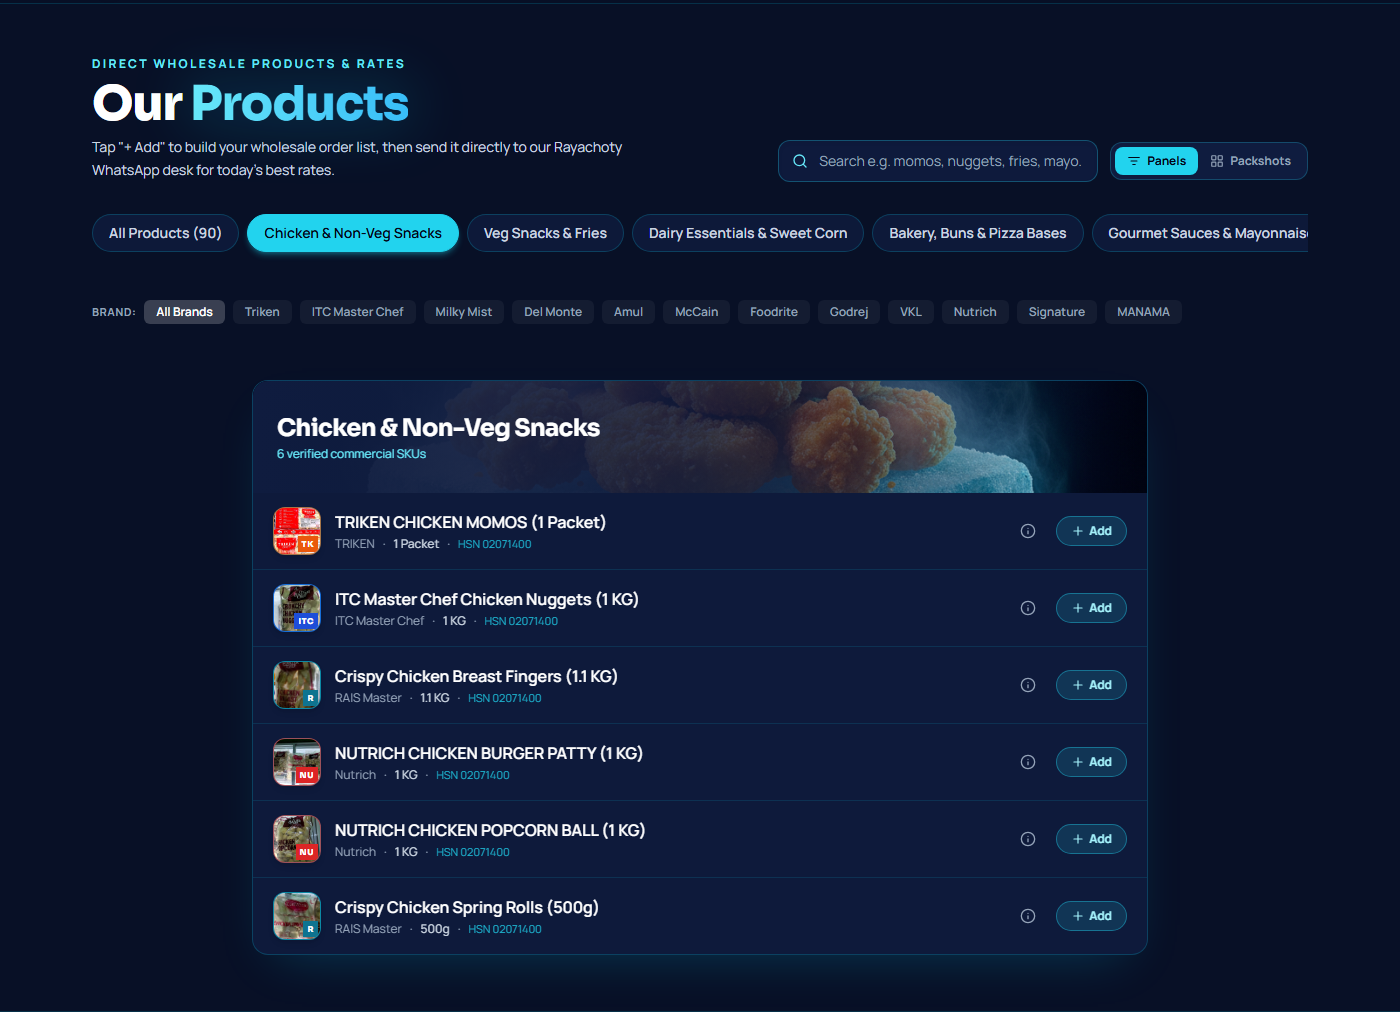 DIRECT WHOLESALE PRODUCTS & RATES
Our Products
Tap "+ Add" to build your wholesale order list, then send it directly to our Rayachoty
WhatsApp desk for today's best rates.
Search e.g. momos, nuggets, fries, mayo.
Panels
Packshots
All Products (90)
Chicken & Non-Veg Snacks
Veg Snacks & Fries
Dairy Essentials & Sweet Corn
Bakery, Buns & Pizza Bases
Gourmet Sauces & Mayonnais
BRAND:
All Brands
Triken
ITC Master Chef
Milky Mist
Del Monte
Amul
McCain
Foodrite
Godrej
VKL
Nutrich
Signature
MANAMA
Chicken & Non-Veg Snacks
6 verified commercial SKUs
TK
TRIKEN CHICKEN MOMOS (1 Packet)
TRIKEN · 1 Packet · HSN 02071400
+ Add
ITC
ITC Master Chef Chicken Nuggets (1 KG)
ITC Master Chef · 1 KG · HSN 02071400
+ Add
R
Crispy Chicken Breast Fingers (1.1 KG)
RAIS Master · 1.1 KG · HSN 02071400
+ Add
NU
NUTRICH CHICKEN BURGER PATTY (1 KG)
Nutrich · 1 KG · HSN 02071400
+ Add
NU
NUTRICH CHICKEN POPCORN BALL (1 KG)
Nutrich · 1 KG · HSN 02071400
+ Add
R
Crispy Chicken Spring Rolls (500g)
RAIS Master · 500g · HSN 02071400
+ Add